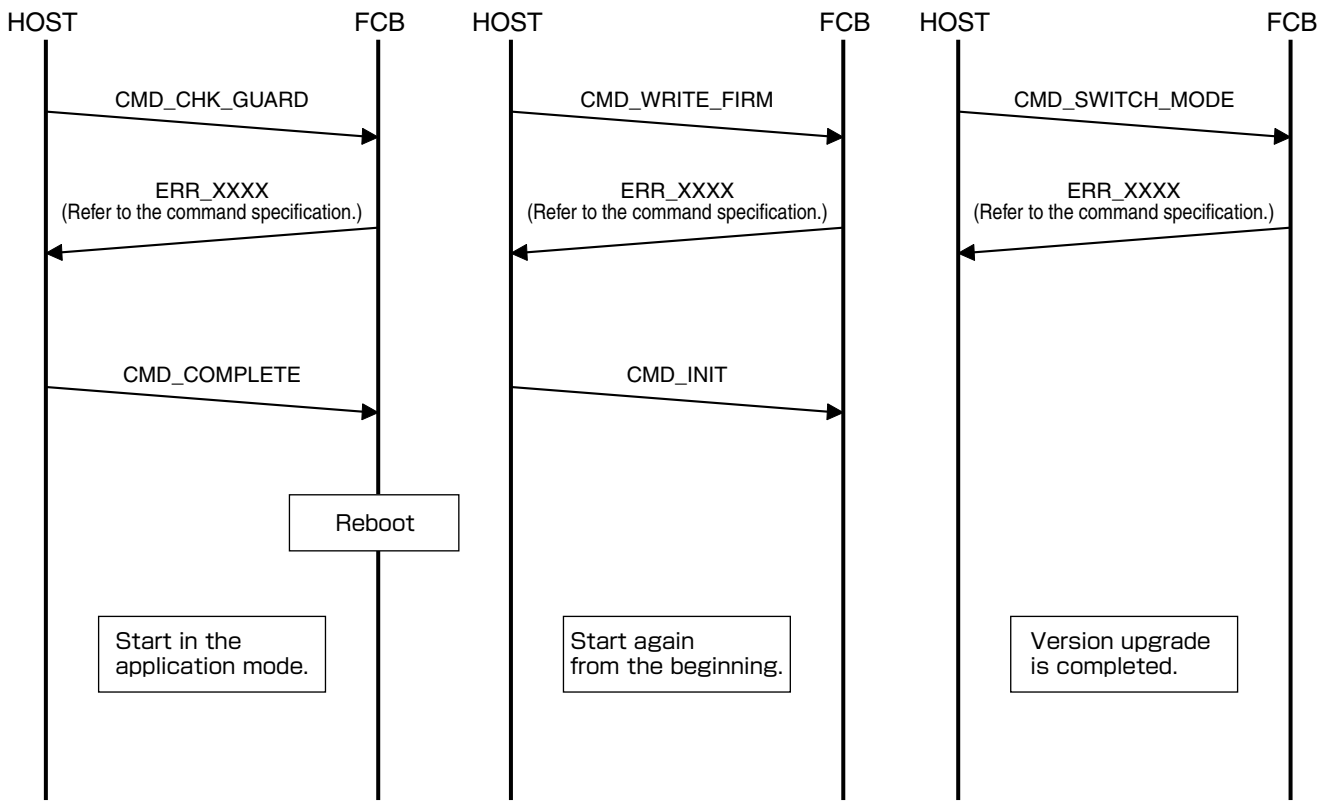 HOST FCB HOST FCB HOST FCB
CMD_CHK_GUARD
ERR_XXXX
(Refer to the command specification.)
CMD_COMPLETE
Reboot
Start in the
application mode.
CMD_WRITE_FIRM
ERR_XXXX
(Refer to the command specification.)
CMD_INIT
Start again
from the beginning.
CMD_SWITCH_MODE
ERR_XXXX
(Refer to the command specification.)
Version upgrade
is completed.